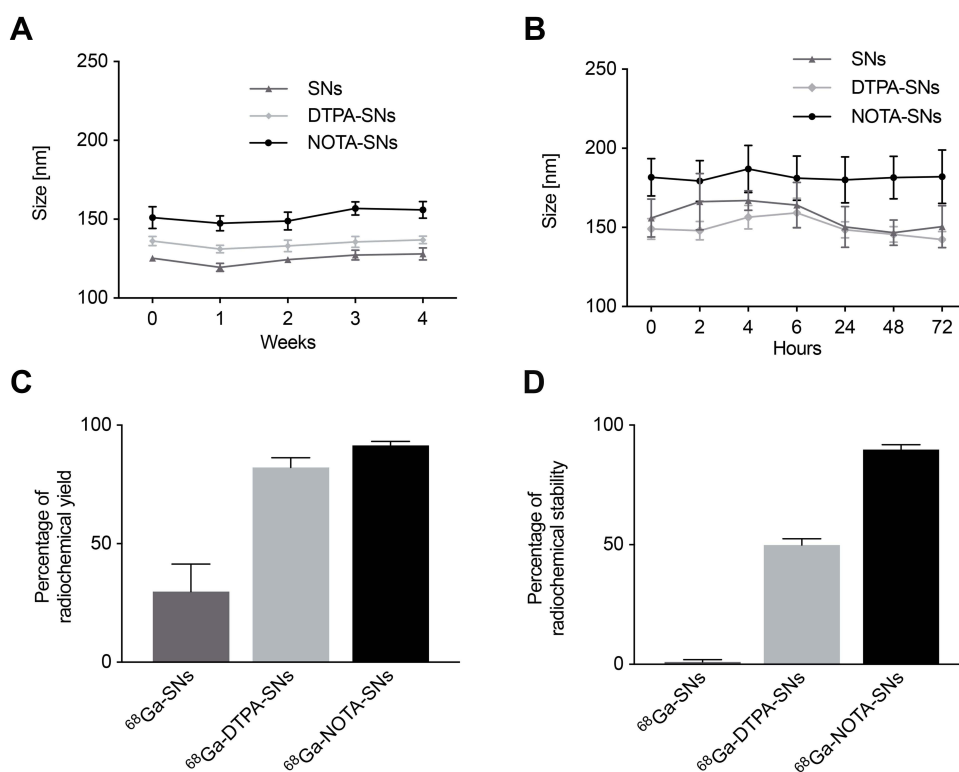 A
250
200
150
100
Size [nm]
SNs
DTPA-SNs
NOTA-SNs
0 1 2 3 4
Weeks
B
250
200
150
100
Size [nm]
SNs
DTPA-SNs
NOTA-SNs
0 2 4 6 24 48 72
Hours
C
100
50
0
Percentage of
radiochemical yield
⁶⁸Ga-SNs
⁶⁸Ga-DTPA-SNs
⁶⁸Ga-NOTA-SNs
D
100
50
0
Percentage of
radiochemical stability
⁶⁸Ga-SNs
⁶⁸Ga-DTPA-SNs
⁶⁸Ga-NOTA-SNs